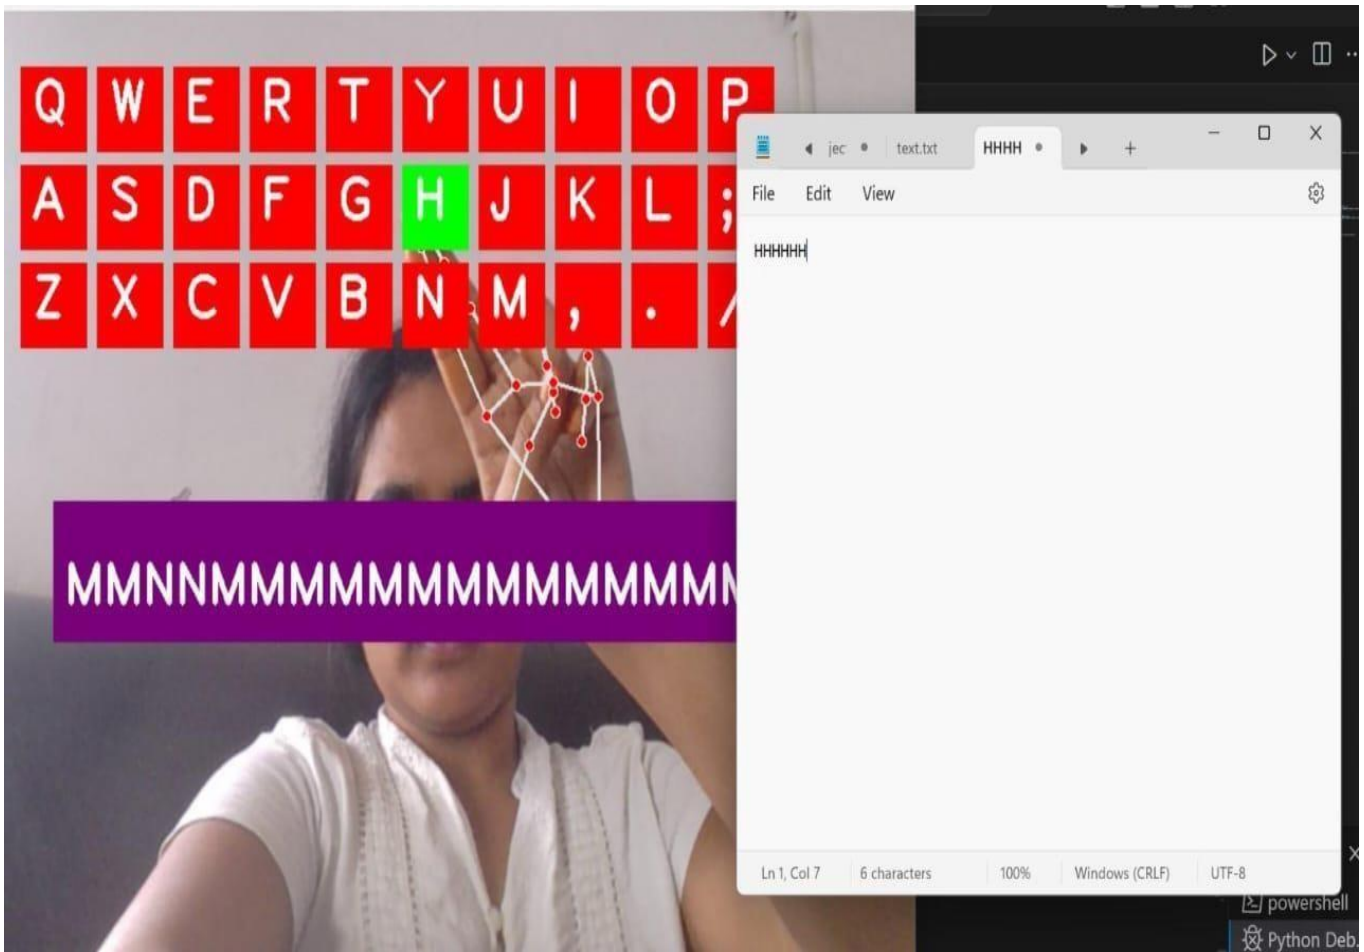 Q W E R T Y U I O P
A S D F G H J K L ;
Z X C V B N M , . /
MMNNMMMMMMMMMMMMM
jec text.txt HHHH
File Edit View
HHHHHH
Ln 1, Col 7 6 characters 100% Windows (CRLF) UTF-8
powershell
Python Deb